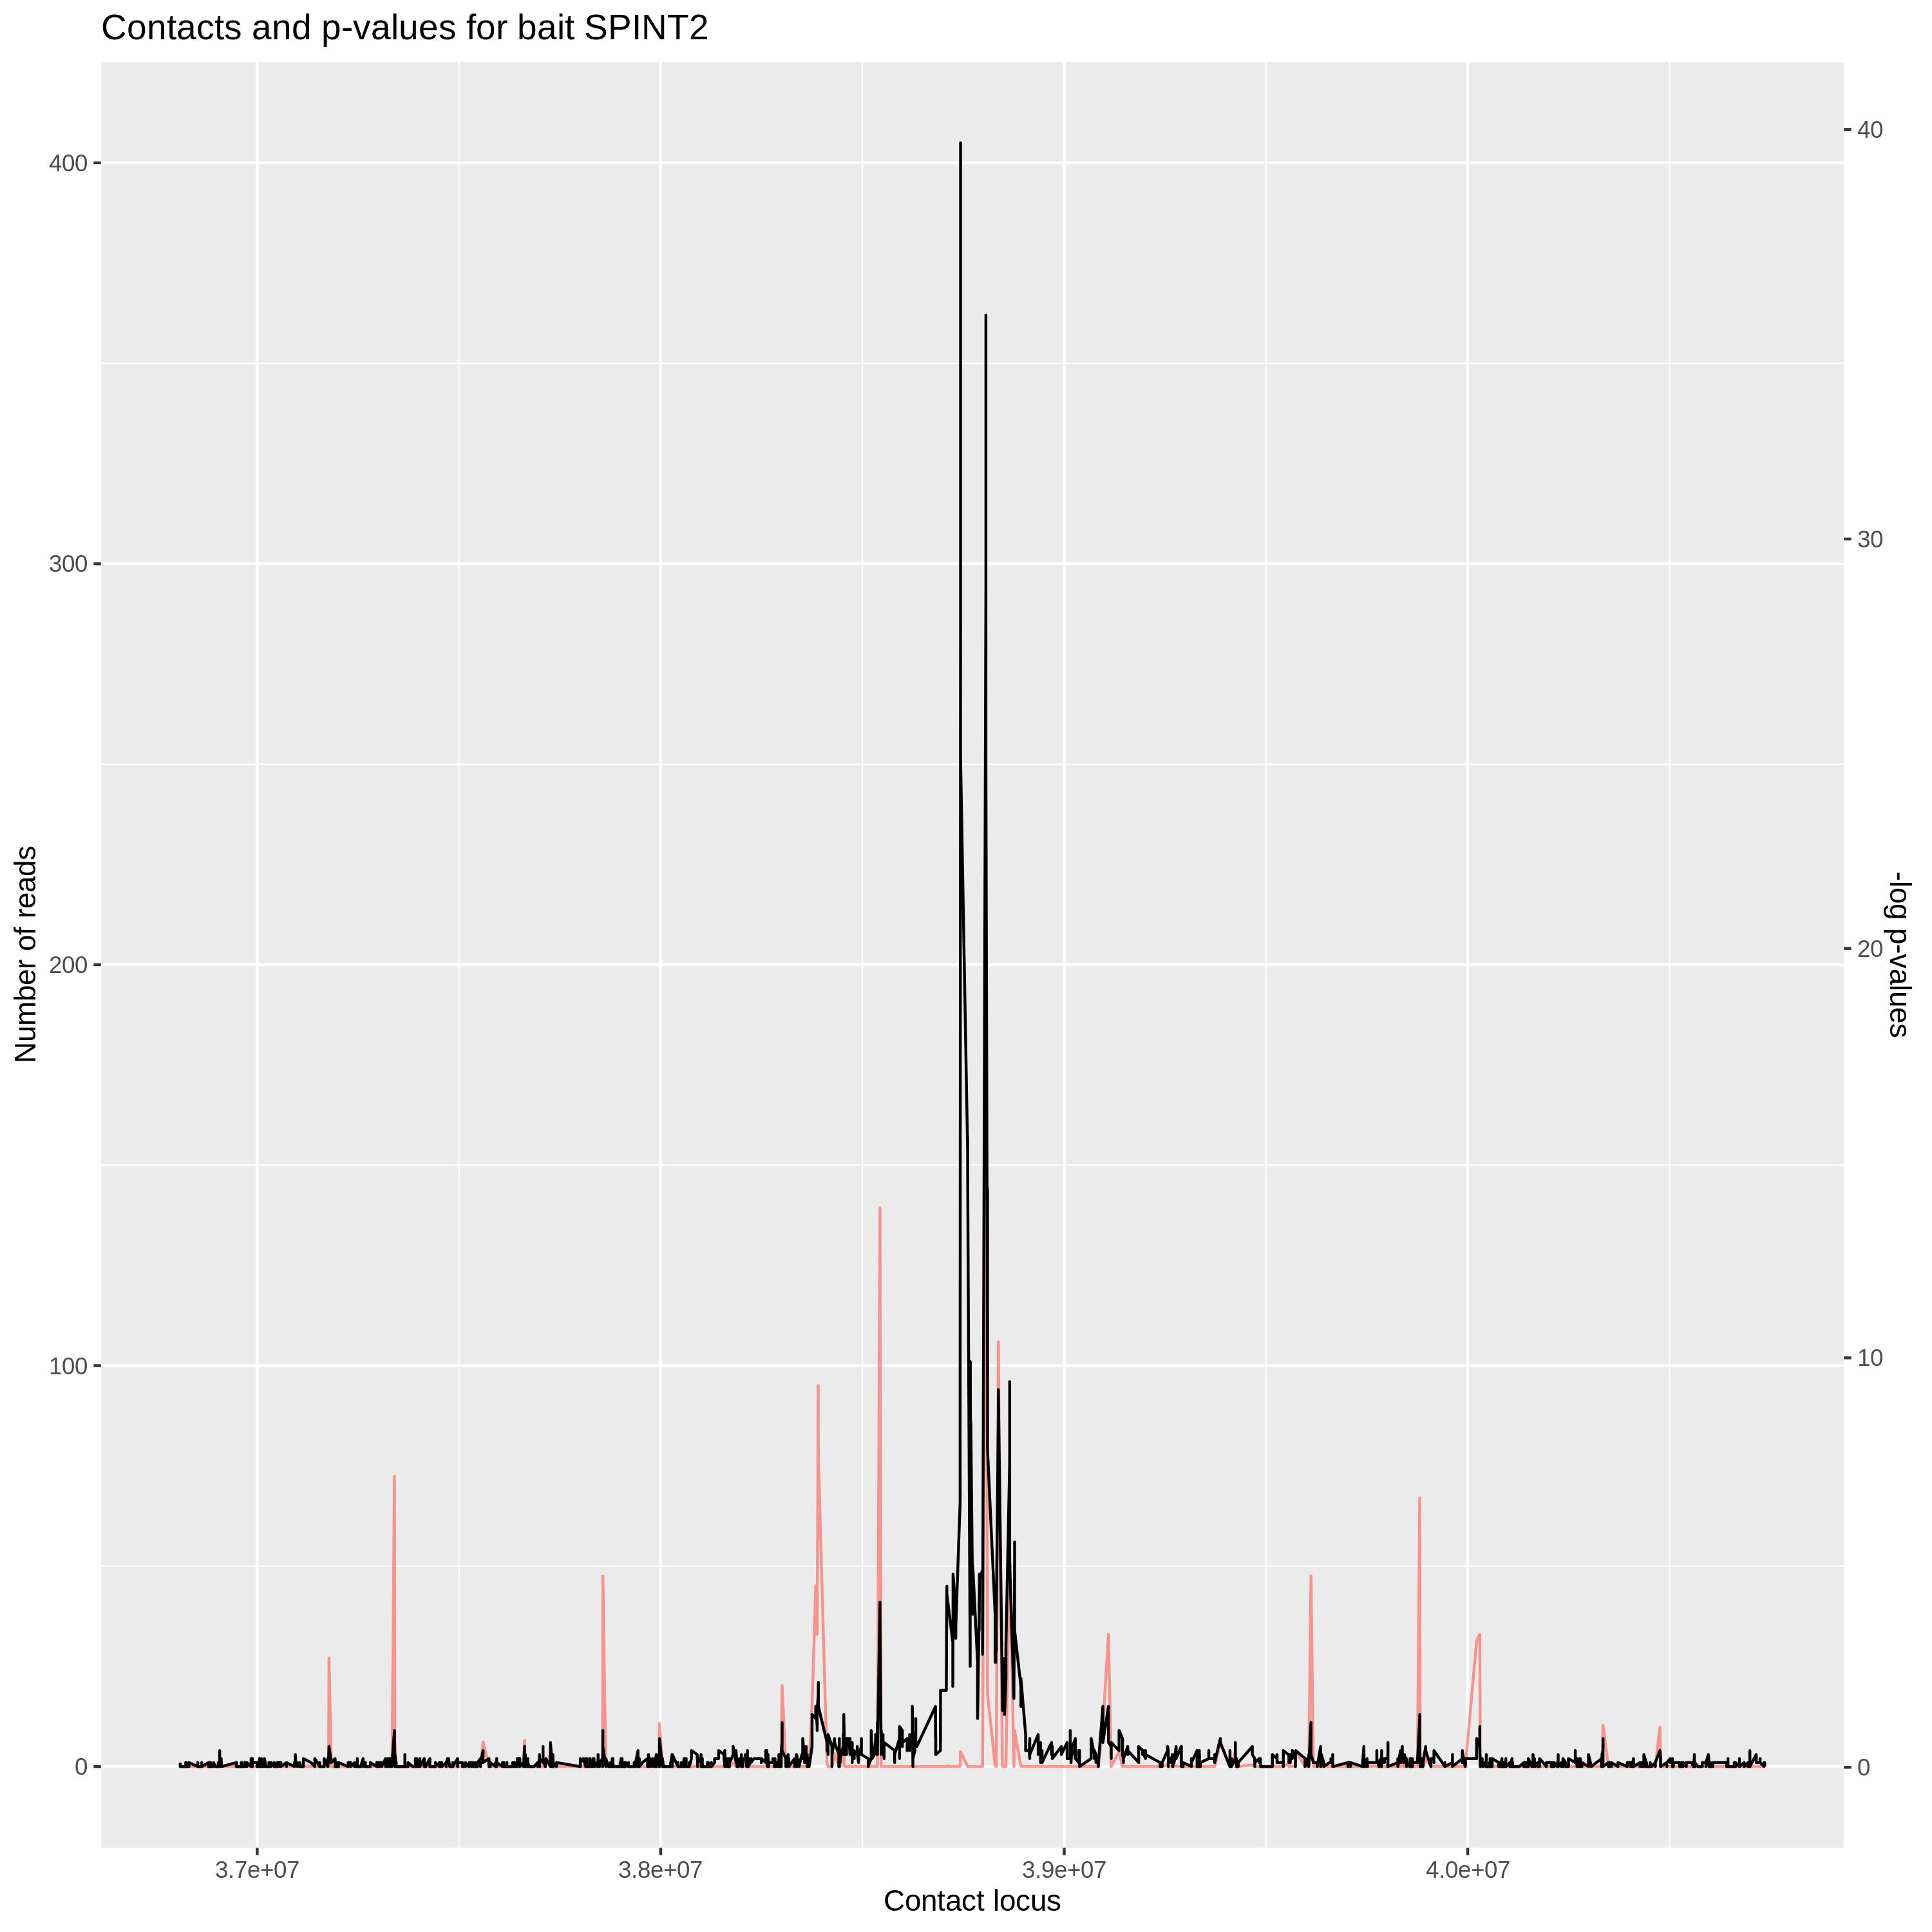 Contacts and p-values for bait SPINT2
400
300
200
100
0
Number of reads
40
30
20
10
0
-log p-values
3.7e+07 3.8e+07 3.9e+07 4.0e+07
Contact locus